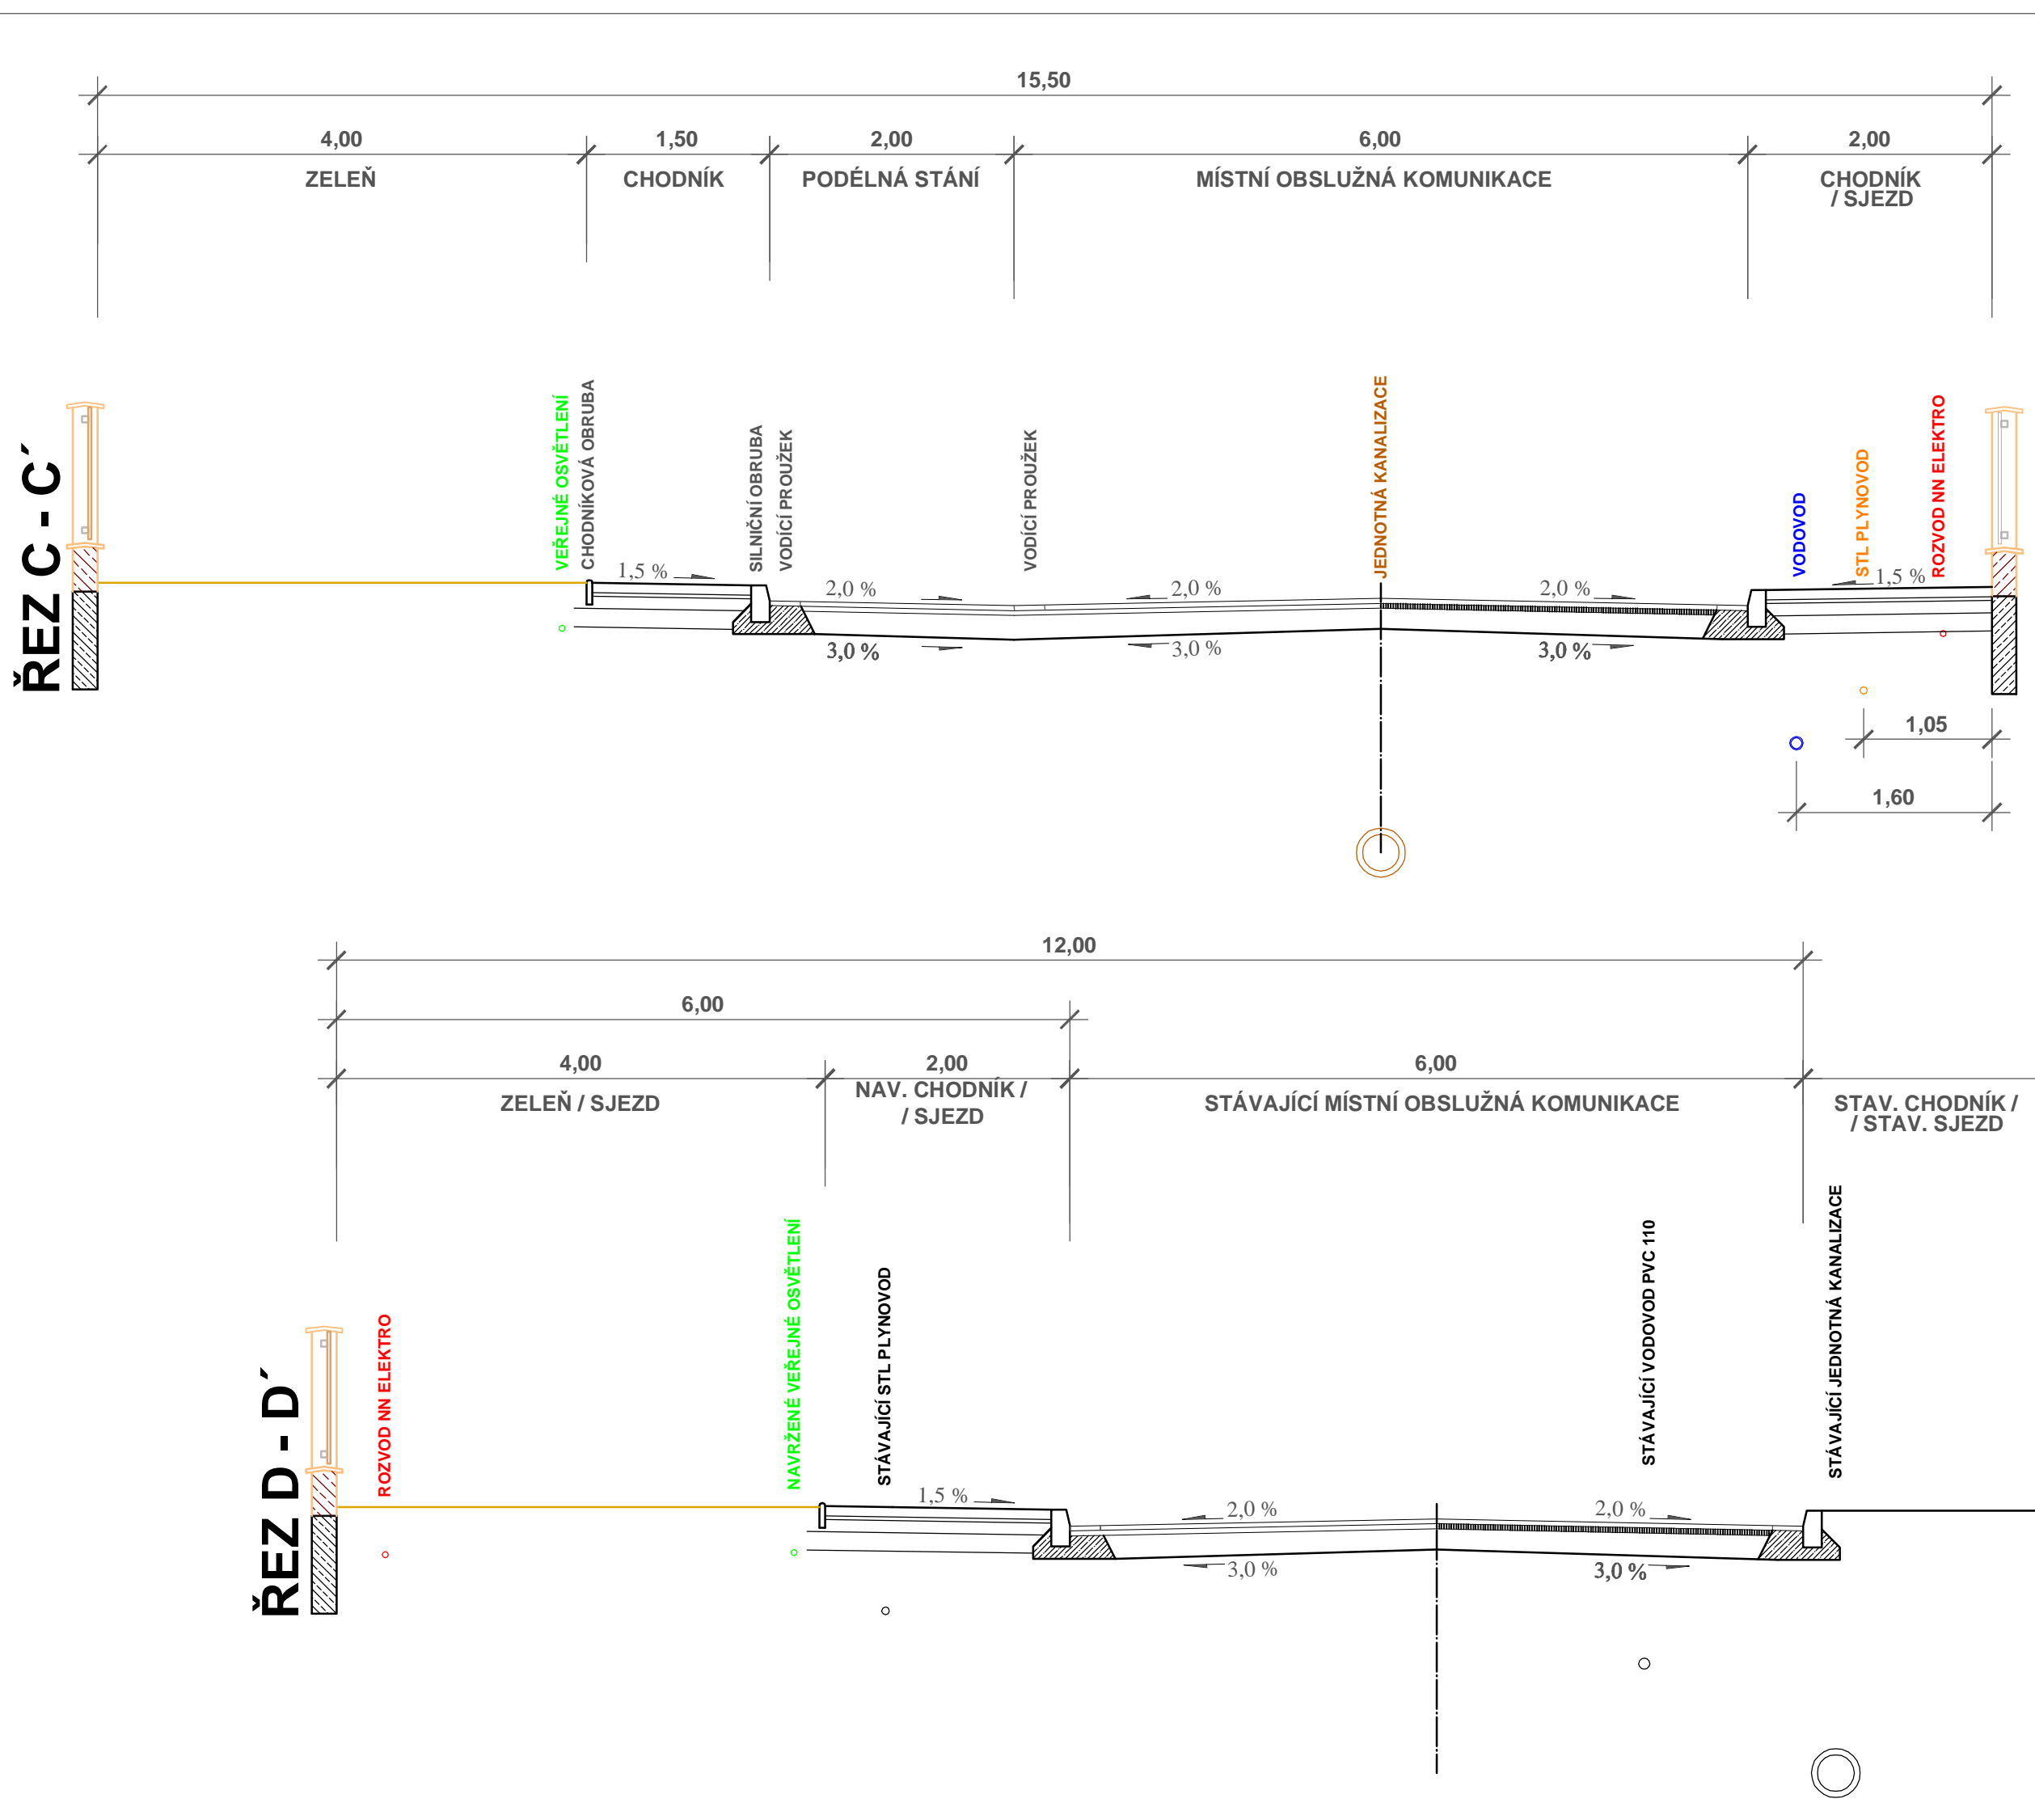 15,50
4,00 1,50 2,00 6,00 2,00
ZELEŇ CHODNÍK PODÉLNÁ STÁNÍ MÍSTNÍ OBSLUŽNÁ KOMUNIKACE CHODNÍK
/ SJEZD
ŘEZ C - C´
VEŘEJNÉ OSVĚTLENÍ
CHODNÍKOVÁ OBRUBA
SILNIČNÍ OBRUBA
VODÍCÍ PROUŽEK
VODÍCÍ PROUŽEK
JEDNOTNÁ KANALIZACE
VODOVOD
STL PLYNOVOD
ROZVOD NN ELEKTRO
1,5 % 2,0 % 2,0 % 2,0 % 1,5 %
3,0 % 3,0 % 3,0 %
1,05
1,60
12,00
6,00
4,00 2,00 6,00
ZELEŇ / SJEZD NAV. CHODNÍK / STÁVAJÍCÍ MÍSTNÍ OBSLUŽNÁ KOMUNIKACE STAV. CHODNÍK /
/ SJEZD / STAV. SJEZD
ŘEZ D - D´
ROZVOD NN ELEKTRO
NAVRŽENÉ VEŘEJNÉ OSVĚTLENÍ
STÁVAJÍCÍ STL PLYNOVOD
STÁVAJÍCÍ VODOVOD PVC 110
STÁVAJÍCÍ JEDNOTNÁ KANALIZACE
1,5 % 2,0 % 2,0 %
3,0 % 3,0 %